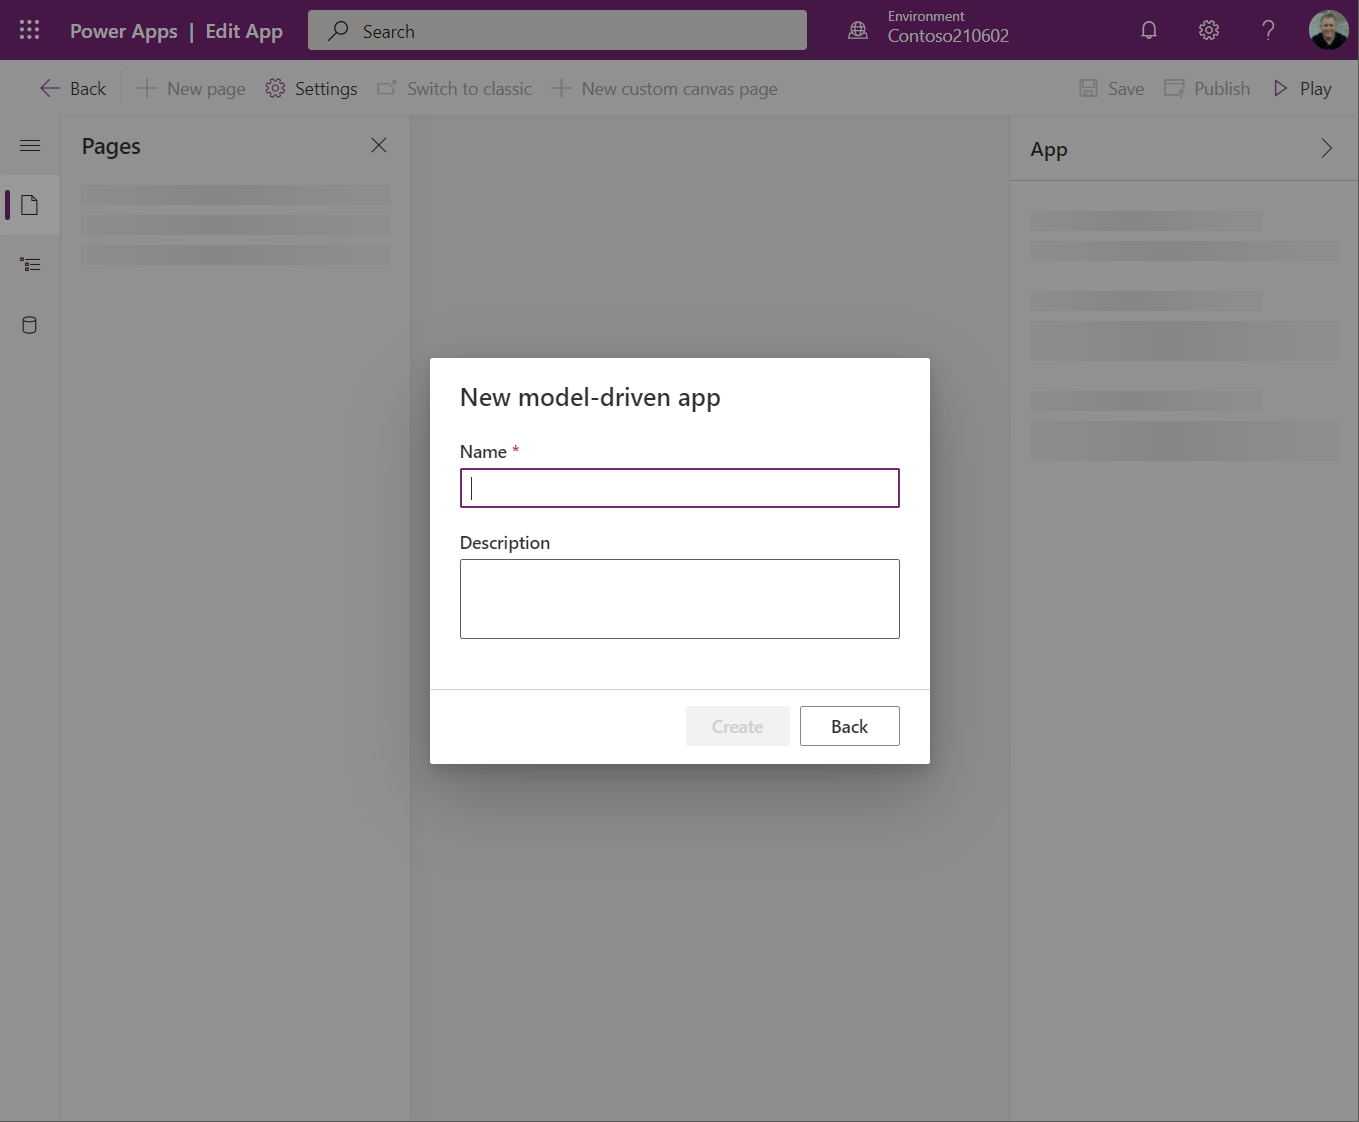 Power Apps | Edit App
Search
Environment
Contoso210602
Back
New page
Settings
Switch to classic
New custom canvas page
Save
Publish
Play
Pages
App
New model-driven app
Name *
Description
Create
Back